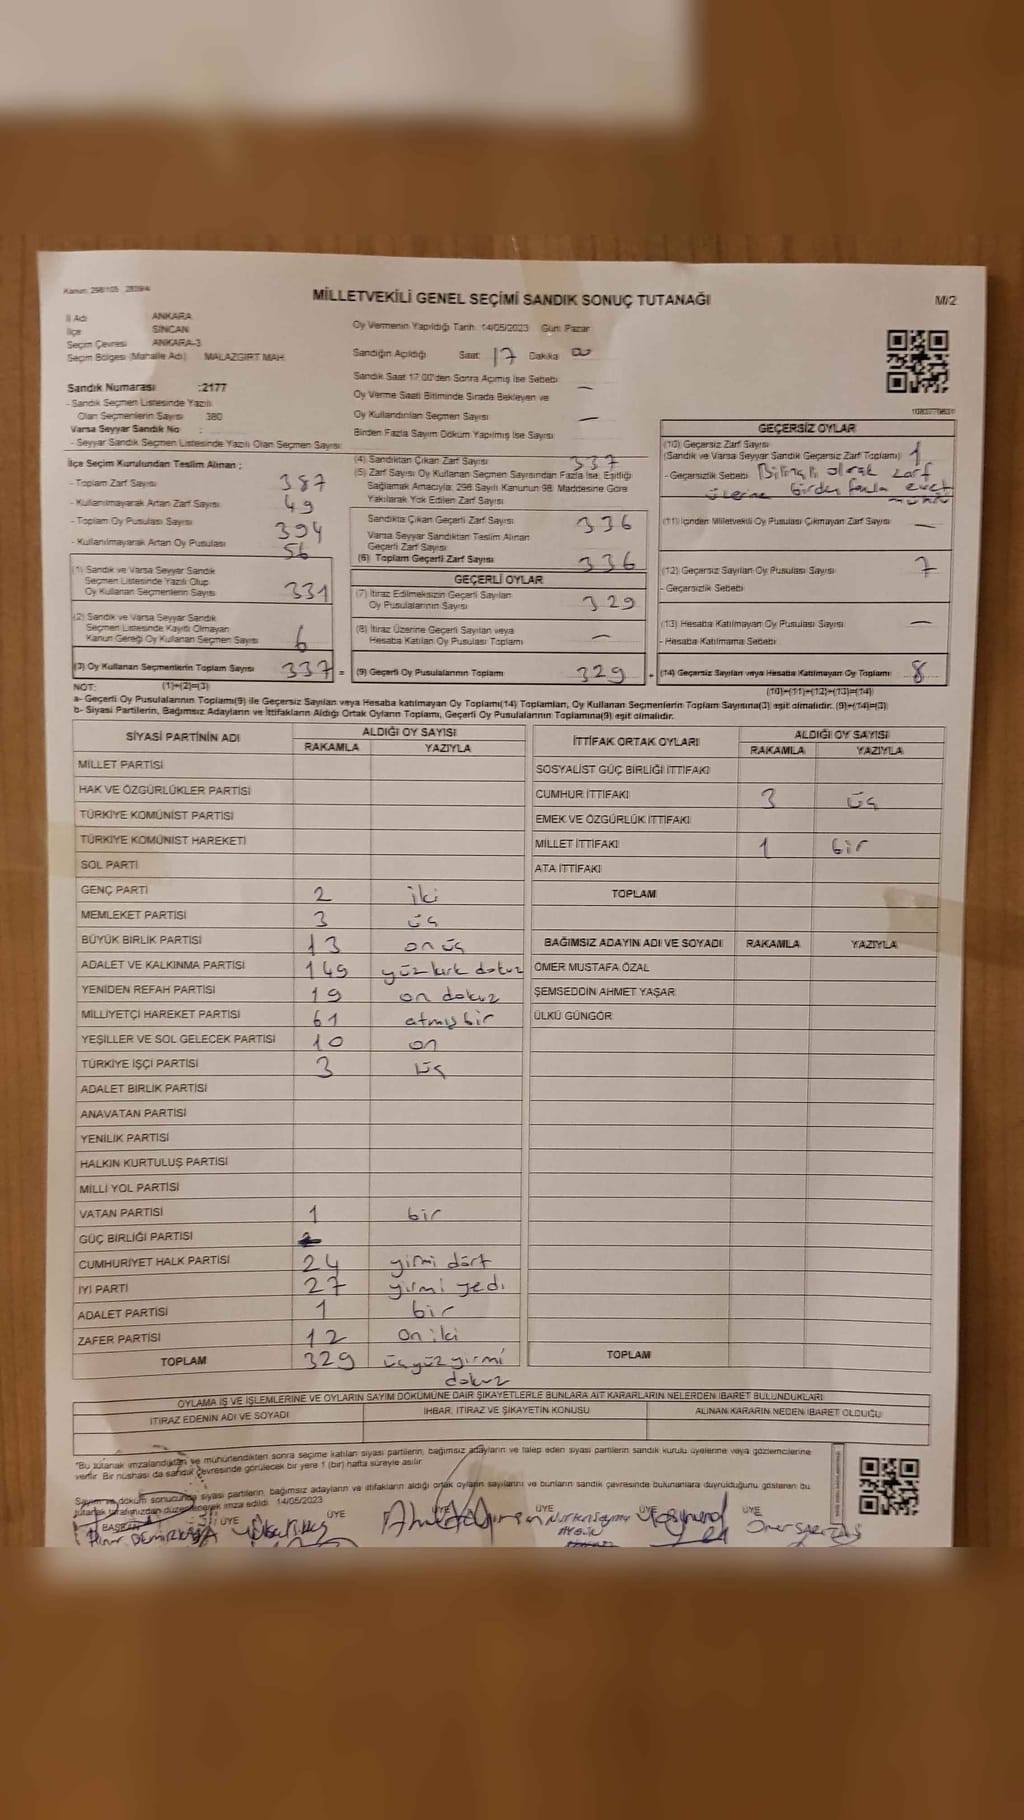 Kanun: 298/105
MİLLETVEKİLİ GENEL SEÇİMİ SANDIK SONUÇ TUTANAĞI
M/2
İl Adı ANKARA
İlçe SİNCAN
Seçim Çevresi ANKARA-3
Seçim Bölgesi (Mahalle Adı) MALAZGİRT MAH.
Oy Vermenin Yapıldığı Tarih: 14/05/2023 Gün: Pazar
Sandığın Açıldığı Saat: 17 Dakika
Sandık Saat 17.00'den Sonra Açılmış İse Sebebi —
Oy Verme Saati Bitiminde Sırada Bekleyen ve
Oy Kullandırılan Seçmen Sayısı —
Birden Fazla Sayım Döküm Yapılmış İse Sayısı
Sandık Numarası :2177
- Sandık Seçmen Listesinde Yazılı
Olan Seçmenlerin Sayısı 380
Varsa Seyyar Sandık No :
- Seyyar Sandık Seçmen Listesinde Yazılı Olan Seçmen Sayısı:
İlçe Seçim Kurulundan Teslim Alınan :
- Toplam Zarf Sayısı 387
- Kullanılmayarak Artan Zarf Sayısı 49
- Toplam Oy Pusulası Sayısı 394
- Kullanılmayarak Artan Oy Pusulası 56
(1) Sandık ve Varsa Seyyar Sandık
Seçmen Listesinde Yazılı Olup
Oy Kullanan Seçmenlerin Sayısı 331
(2) Sandık ve Varsa Seyyar Sandık
Seçmen Listesinde Kayıtlı Olmayan
Kanun Gereği Oy Kullanan Seçmen Sayısı 6
(3) Oy Kullanan Seçmenlerin Toplam Sayısı 337 =
(1)+(2)=(3)
(4) Sandıktan Çıkan Zarf Sayısı 337
(5) Zarf Sayısı Oy Kullanan Seçmen Sayısından Fazla İse; Eşitliği
Sağlamak Amacıyla; 298 Sayılı Kanunun 98. Maddesine Göre
Yakılarak Yok Edilen Zarf Sayısı
Sandıkta Çıkan Geçerli Zarf Sayısı 336
Varsa Seyyar Sandıktan Teslim Alınan
Geçerli Zarf Sayısı
(6) Toplam Geçerli Zarf Sayısı 336
GEÇERLİ OYLAR
(7) İtiraz Edilmeksizin Geçerli Sayılan
Oy Pusulalarının Sayısı 329
(8) İtiraz Üzerine Geçerli Sayılan veya
Hesaba Katılan Oy Pusulası Toplamı —
(9) Geçerli Oy Pusulalarının Toplamı 329 +
GEÇERSİZ OYLAR
(10) Geçersiz Zarf Sayısı
(Sandık ve Varsa Seyyar Sandık Geçersiz Zarf Toplamı) 1
- Geçersizlik Sebebi Bilinçli olarak zarf
üzerine birden fazla evet
mührü
(11) İçinden Milletvekili Oy Pusulası Çıkmayan Zarf Sayısı —
(12) Geçersiz Sayılan Oy Pusulası Sayısı 7
- Geçersizlik Sebebi
(13) Hesaba Katılmayan Oy Pusulası Sayısı —
- Hesaba Katılmama Sebebi
(14) Geçersiz Sayılan veya Hesaba Katılmayan Oy Toplamı 8
(10)+(11)+(12)+(13)=(14)
NOT:
a- Geçerli Oy Pusulalarının Toplamı(9) ile Geçersiz Sayılan veya Hesaba katılmayan Oy Toplamı(14) Toplamları, Oy Kullanan Seçmenlerin Toplam Sayısına(3) eşit olmalıdır. (9)+(14)=(3)
b- Siyasi Partilerin, Bağımsız Adayların ve İttifakların Aldığı Ortak Oyların Toplamı, Geçerli Oy Pusulalarının Toplamına(9) eşit olmalıdır.
SİYASİ PARTİNİN ADI ALDIĞI OY SAYISI
RAKAMLA YAZIYLA
MİLLET PARTİSİ
HAK VE ÖZGÜRLÜKLER PARTİSİ
TÜRKİYE KOMÜNİST PARTİSİ
TÜRKİYE KOMÜNİST HAREKETİ
SOL PARTİ
GENÇ PARTİ 2 iki
MEMLEKET PARTİSİ 3 üç
BÜYÜK BİRLİK PARTİSİ 13 on üç
ADALET VE KALKINMA PARTİSİ 149 yüz kırk dokuz
YENİDEN REFAH PARTİSİ 19 on dokuz
MİLLİYETÇİ HAREKET PARTİSİ 61 atmış bir
YEŞİLLER VE SOL GELECEK PARTİSİ 10 on
TÜRKİYE İŞÇİ PARTİSİ 3 üç
ADALET BİRLİK PARTİSİ
ANAVATAN PARTİSİ
YENİLİK PARTİSİ
HALKIN KURTULUŞ PARTİSİ
MİLLİ YOL PARTİSİ
VATAN PARTİSİ 1 bir
GÜÇ BİRLİĞİ PARTİSİ
CUMHURİYET HALK PARTİSİ 24 yirmi dört
İYİ PARTİ 27 yirmi yedi
ADALET PARTİSİ 1 bir
ZAFER PARTİSİ 12 on iki
TOPLAM 329 üç yüz yirmi
dokuz
İTTİFAK ORTAK OYLARI ALDIĞI OY SAYISI
RAKAMLA YAZIYLA
SOSYALİST GÜÇ BİRLİĞİ İTTİFAKI
CUMHUR İTTİFAKI 3 üç
EMEK VE ÖZGÜRLÜK İTTİFAKI
MİLLET İTTİFAKI 1 bir
ATA İTTİFAKI
TOPLAM
BAĞIMSIZ ADAYIN ADI VE SOYADI RAKAMLA YAZIYLA
ÖMER MUSTAFA ÖZAL
ŞEMSEDDİN AHMET YAŞAR
ÜLKÜ GÜNGÖR
TOPLAM
OYLAMA İŞ VE İŞLEMLERİNE VE OYLARIN SAYIM DÖKÜMÜNE DAİR ŞİKAYETLERLE BUNLARA AİT KARARLARIN NELERDEN İBARET BULUNDUKLARI
İTİRAZ EDENİN ADI VE SOYADI İHBAR, İTİRAZ VE ŞİKAYETİN KONUSU ALINAN KARARIN NEDEN İBARET OLDUĞU
"Bu tutanak imzalandıktan ve mühürlendikten sonra seçime katılan siyasi partilerin, bağımsız adayların ve talep eden siyasi partilerin sandık kurulu üyelerine veya gözlemcilerine
verilir. Bir nüshası da sandık çevresinde görülecek bir yere 1 (bir) hafta süreyle asılır.
Sayım ve döküm sonucunda siyasi partilerin, bağımsız adayların ve ittifakların aldığı ortak oyların sayılarını ve bunların sandık çevresinde bulunanlara duyrulduğunu gösteren bu
tutanak tarafımızdan düzenlenerek imza edildi. 14/05/2023
BAŞKAN ÜYE ÜYE ÜYE ÜYE ÜYE ÜYE